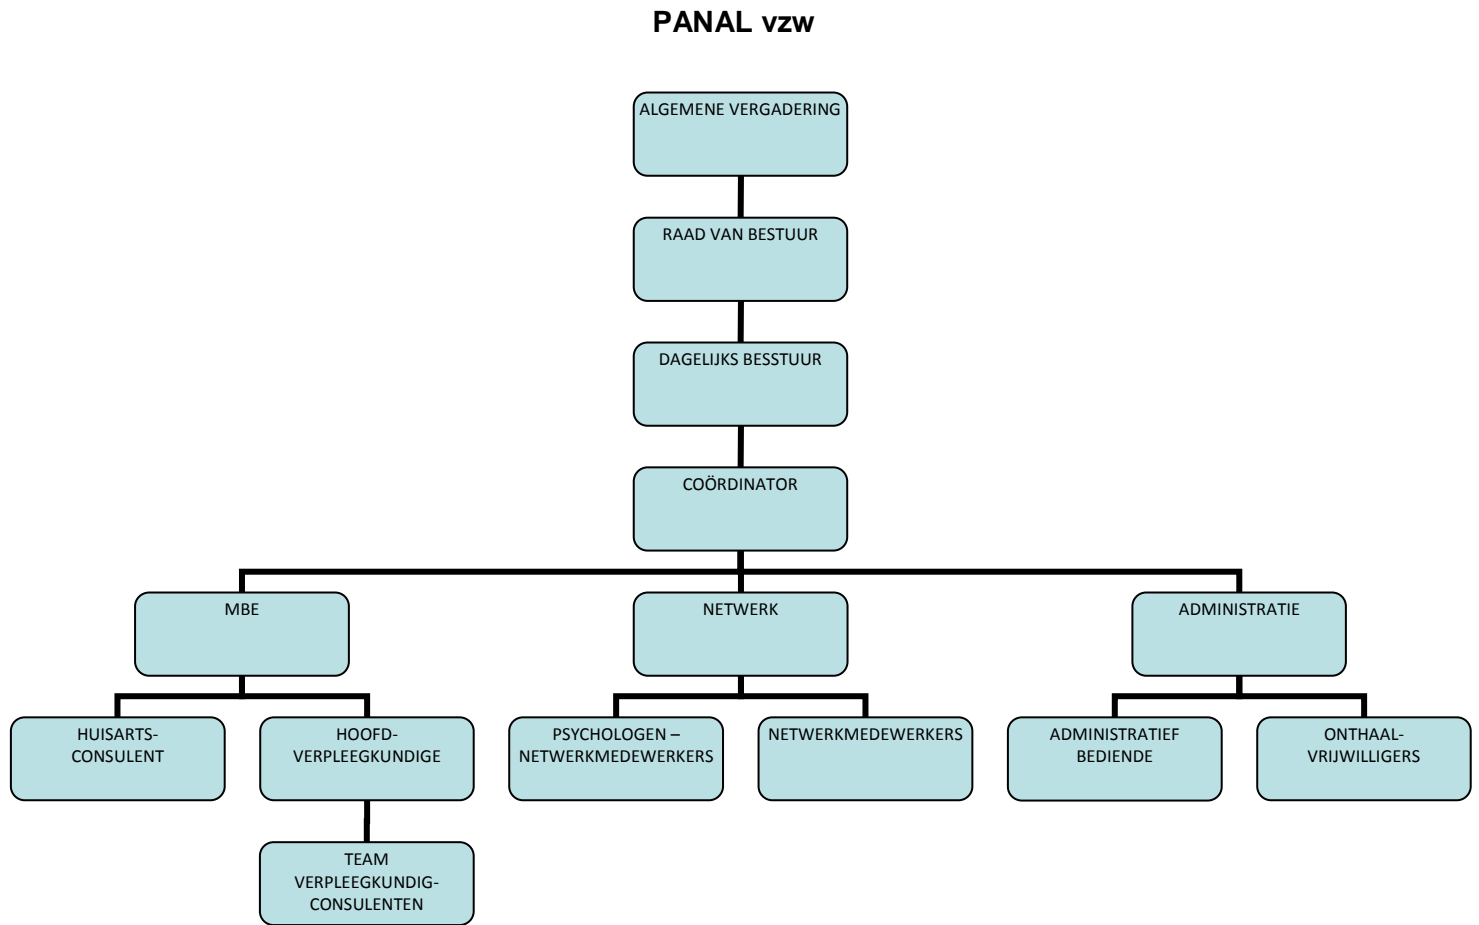 PANAL vzw
ALGEMENE VERGADERING
RAAD VAN BESTUUR
DAGELIJKS BESSTUUR
COÖRDINATOR
MBE
NETWERK
ADMINISTRATIE
HUISARTS-
CONSULENT
HOOFD-
VERPLEEGKUNDIGE
PSYCHOLOGEN –
NETWERKMEDEWERKERS
NETWERKMEDEWERKERS
ADMINISTRATIEF
BEDIENDE
ONTHAAL-
VRIJWILLIGERS
TEAM
VERPLEEGKUNDIG-
CONSULENTEN